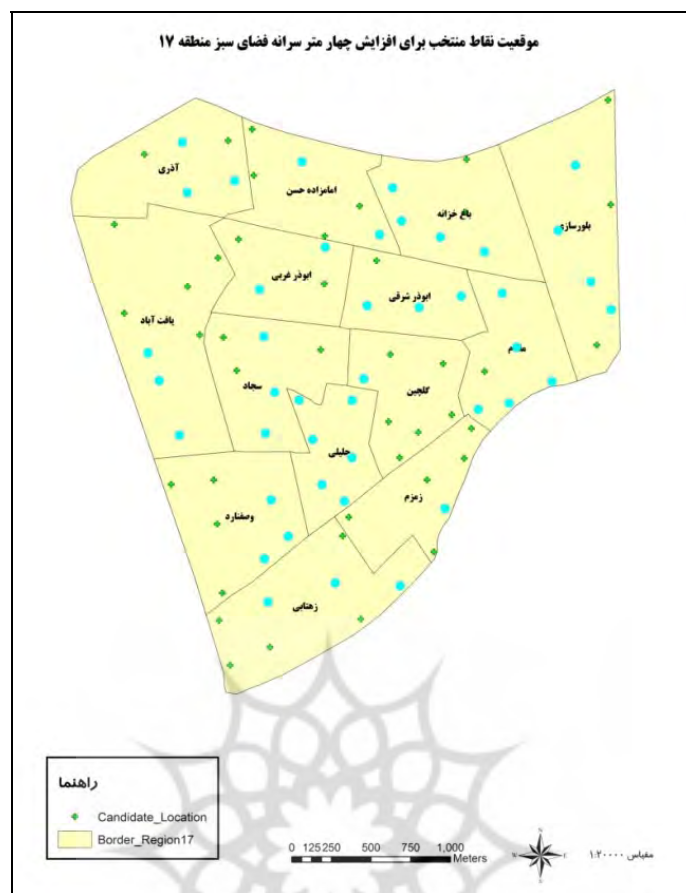 موقعیت نقاط منتخب برای افزایش چهار متر سرانه فضای سبز منطقه ۱۷
آذری
امامزاده حسن
باغ خزانه
بلورسازی
ابوذر غربی
ابوذر شرقی
یافت آباد
سجاد
گلچین
جلیلی
وصفنارد
زمزم
زهتابی
راهنما
Candidate_Location
Border_Region17
0 125 250 500 750 1,000
Meters
N
W E
S
مقیاس ۱:۲۰۰۰۰